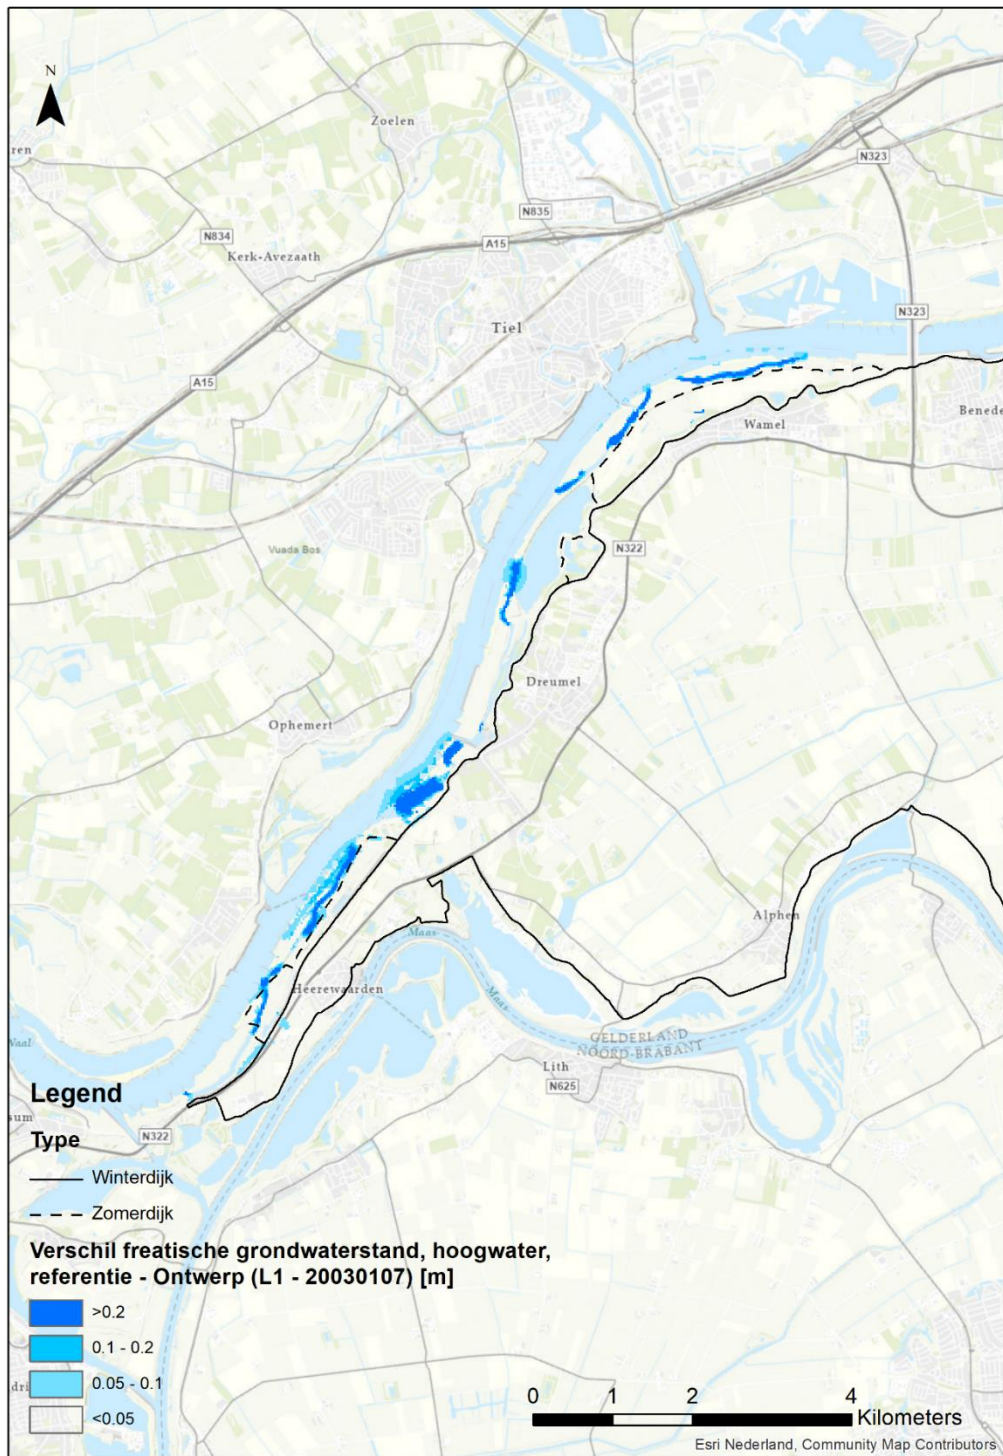 N
Zoelen
ren
N323
N835
N834
A15
Kerk-Avezaath
Tiel
N323
A15
Wamel
Benede
Vuada Bos
N322
Dreumel
Ophemert
Alphen
Maas
Heerewaarden
Maas
GELDERLAND
NOORD-BRABANT
Waal
Lith
N625
Legend
sum
N322
Type
Winterdijk
Zomerdijk
Verschil freatische grondwaterstand, hoogwater,
referentie - Ontwerp (L1 - 20030107) [m]
>0.2
0.1 - 0.2
0.05 - 0.1
dri
<0.05
0 1 2 4
Kilometers
Esri Nederland, Community Map Contributors